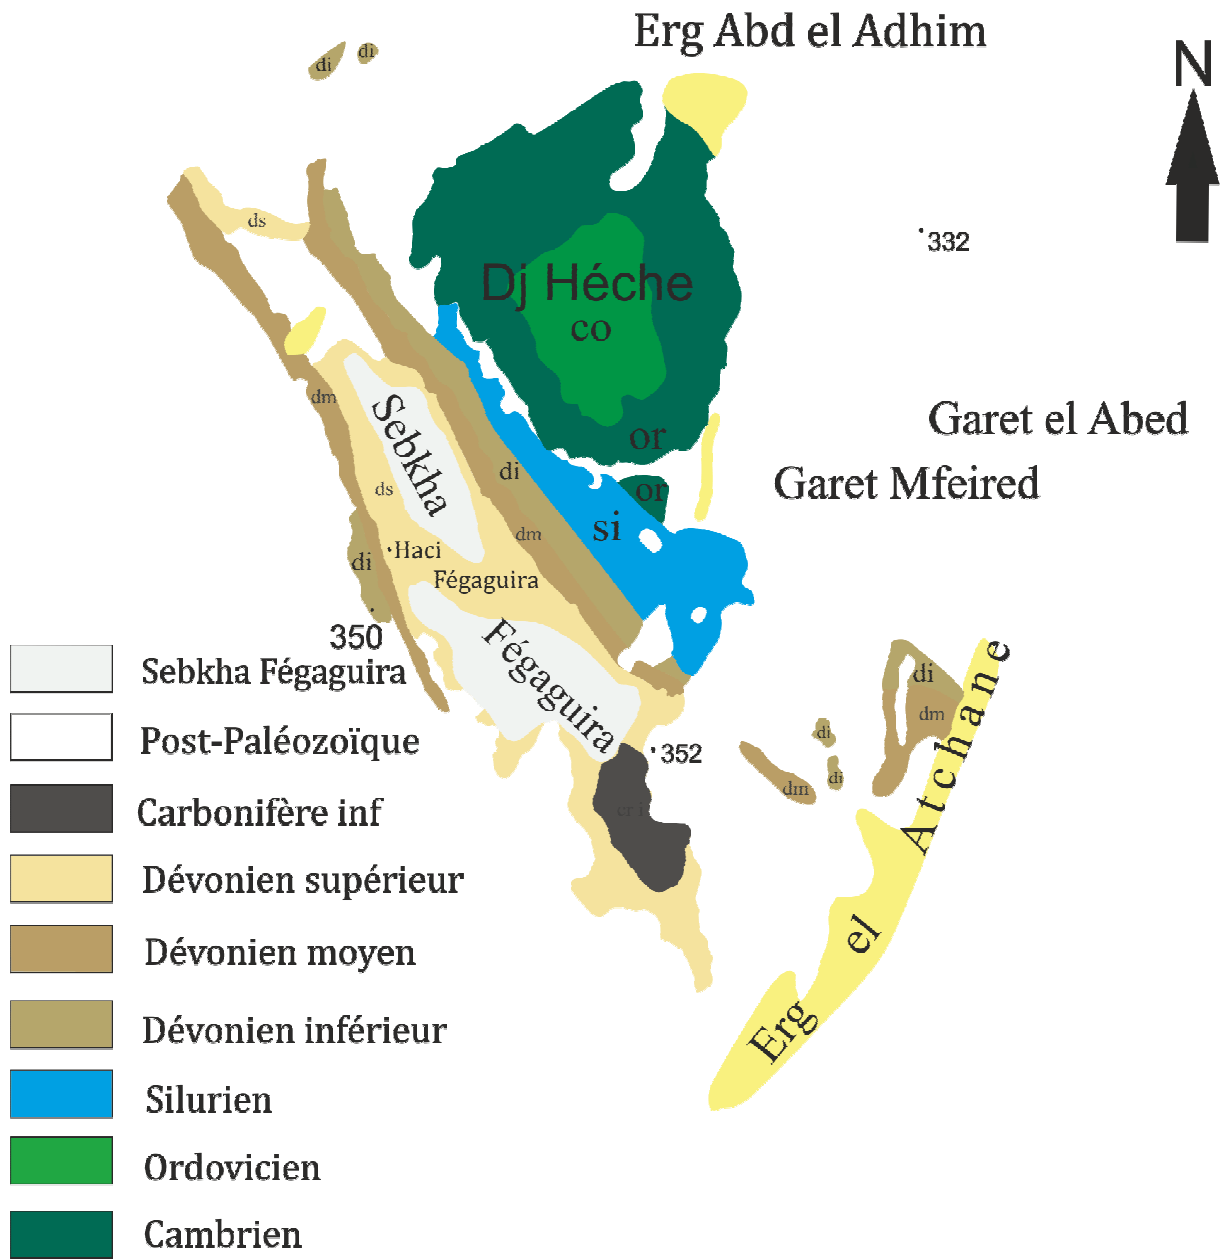 Erg Abd el Adhim
N
di
di
ds
332
Dj Héche
co
dm
Sebkha
or
Garet el Abed
di
ds
or
Garet Mfeired
si
dm
Haci
di
Fégaguira
350
Fégaguira
352
di
dm
di
di
dm
Erg el Atchane
Sebkha Fégaguira
Post-Paléozoïque
Carbonifère inf
Dévonien supérieur
Dévonien moyen
Dévonien inférieur
Silurien
Ordovicien
Cambrien